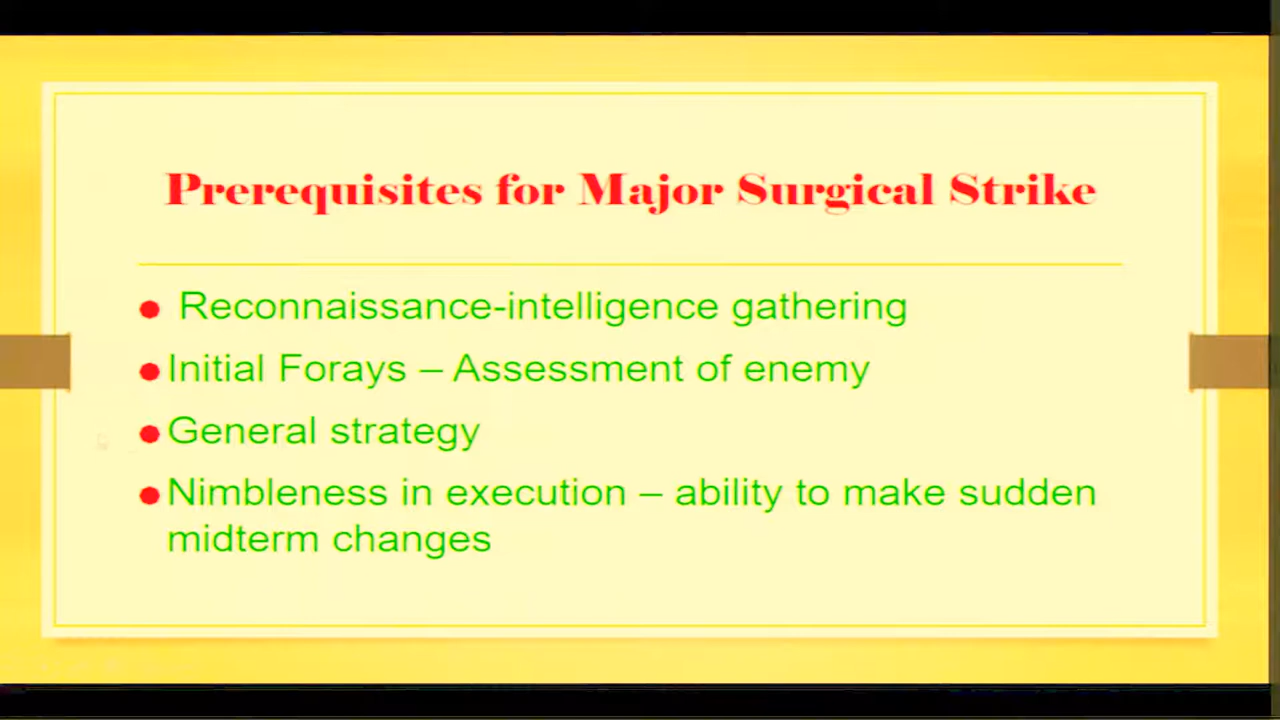 Prerequisites for Major Surgical Strike
● Reconnaissance-intelligence gathering
● Initial Forays – Assessment of enemy
● General strategy
● Nimbleness in execution – ability to make sudden
midterm changes